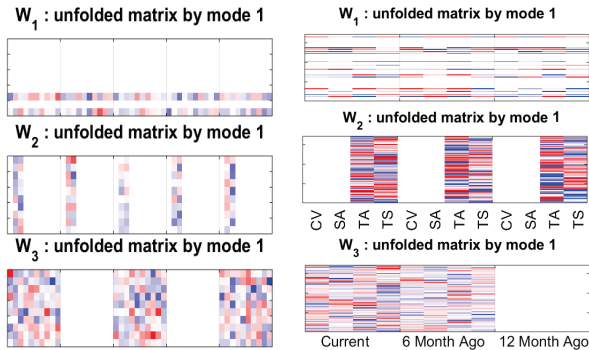 W1 : unfolded matrix by mode 1
W2 : unfolded matrix by mode 1
W3 : unfolded matrix by mode 1
W1 : unfolded matrix by mode 1
W2 : unfolded matrix by mode 1
CV SA TA TS CV SA TA TS CV SA TA TS
W3 : unfolded matrix by mode 1
Current 6 Month Ago 12 Month Ago